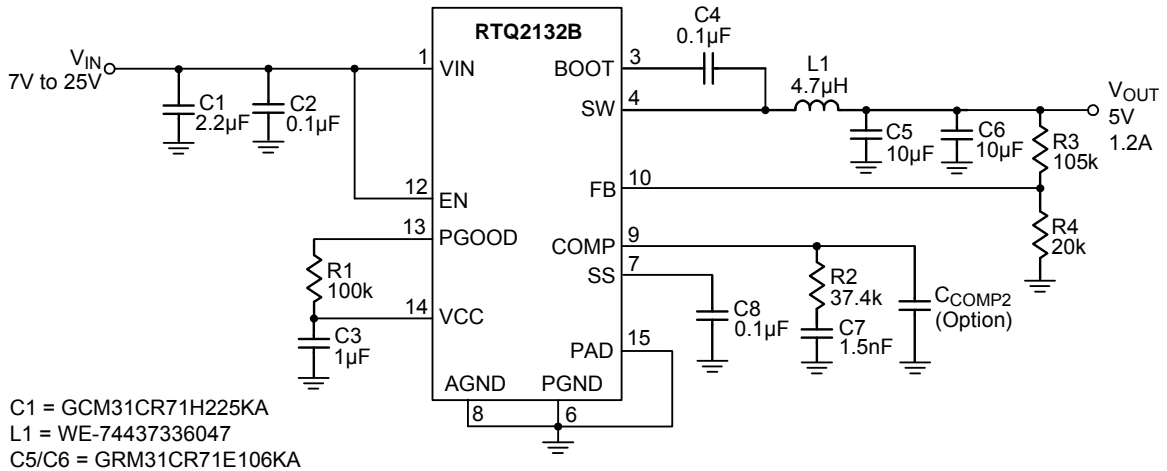 RTQ2132B
VIN
7V to 25V
C1
2.2µF
C2
0.1µF
1
VIN
12
EN
13
PGOOD
R1
100k
14
VCC
C3
1µF
AGND
8
PGND
6
BOOT
3
C4
0.1µF
SW
4
L1
4.7µH
C5
10µF
C6
10µF
VOUT
5V
1.2A
R3
105k
FB
10
R4
20k
COMP
9
SS
7
R2
37.4k
C7
1.5nF
CCOMP2
(Option)
C8
0.1µF
PAD
15
C1 = GCM31CR71H225KA
L1 = WE-74437336047
C5/C6 = GRM31CR71E106KA